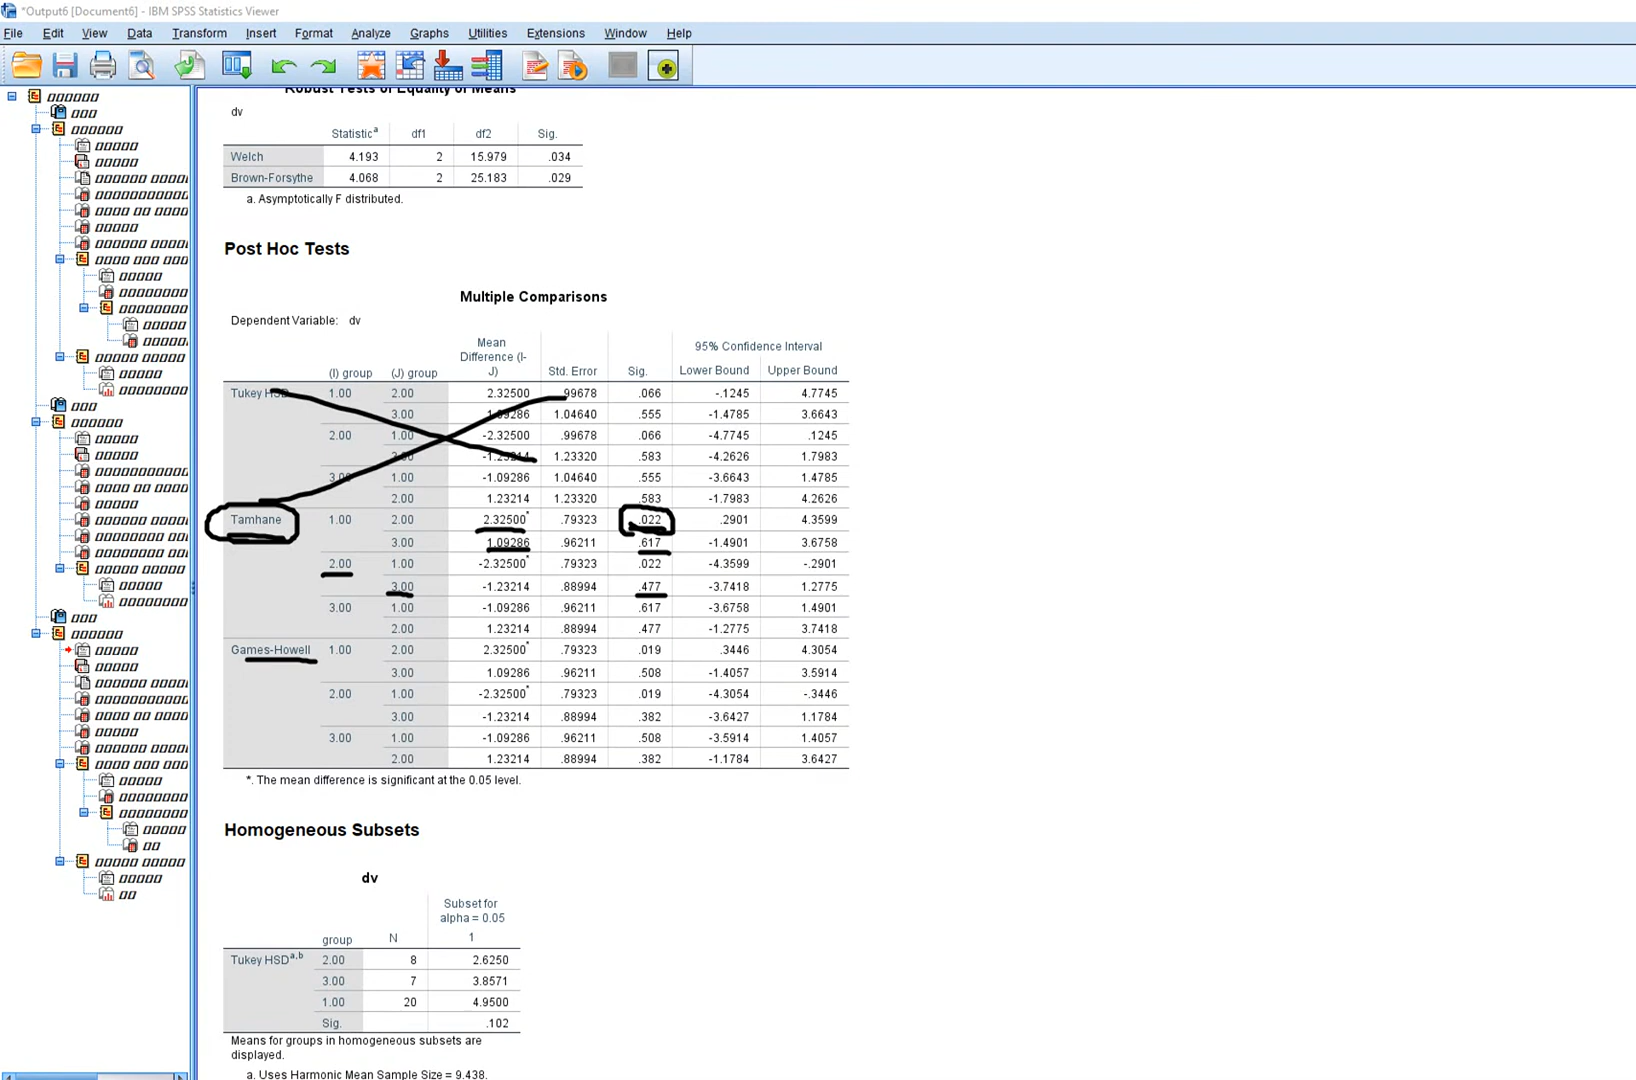 *Output6 [Document6] - IBM SPSS Statistics Viewer
File Edit View Data Transform Insert Format Analyze Graphs Utilities Extensions Window Help
Robust Tests of Equality of Means
dv
Statistic a df1 df2 Sig.
Welch 4.193 2 15.979 .034
Brown-Forsythe 4.068 2 25.183 .029
a. Asymptotically F distributed.
Post Hoc Tests
Multiple Comparisons
Dependent Variable: dv
Mean Difference (I-J)
95% Confidence Interval
(I) group (J) group Std. Error Sig. Lower Bound Upper Bound
Tukey HSD 1.00 2.00 2.32500 .99678 .066 -.1245 4.7745
3.00 1.09286 1.04640 .555 -1.4785 3.6643
2.00 1.00 -2.32500 .99678 .066 -4.7745 .1245
3.00 -1.23214 1.23320 .583 -4.2626 1.7983
3.00 1.00 -1.09286 1.04640 .555 -3.6643 1.4785
2.00 1.23214 1.23320 .583 -1.7983 4.2626
Tamhane 1.00 2.00 2.32500* .79323 .022 .2901 4.3599
3.00 1.09286 .96211 .617 -1.4901 3.6758
2.00 1.00 -2.32500* .79323 .022 -4.3599 -.2901
3.00 -1.23214 .88994 .477 -3.7418 1.2775
3.00 1.00 -1.09286 .96211 .617 -3.6758 1.4901
2.00 1.23214 .88994 .477 -1.2775 3.7418
Games-Howell 1.00 2.00 2.32500* .79323 .019 .3446 4.3054
3.00 1.09286 .96211 .508 -1.4057 3.5914
2.00 1.00 -2.32500* .79323 .019 -4.3054 -.3446
3.00 -1.23214 .88994 .382 -3.6427 1.1784
3.00 1.00 -1.09286 .96211 .508 -3.5914 1.4057
2.00 1.23214 .88994 .382 -1.1784 3.6427
*. The mean difference is significant at the 0.05 level.
Homogeneous Subsets
dv
Subset for
alpha = 0.05
group N 1
Tukey HSD a,b 2.00 8 2.6250
3.00 7 3.8571
1.00 20 4.9500
Sig. .102
Means for groups in homogeneous subsets are
displayed.
a. Uses Harmonic Mean Sample Size = 9.438.